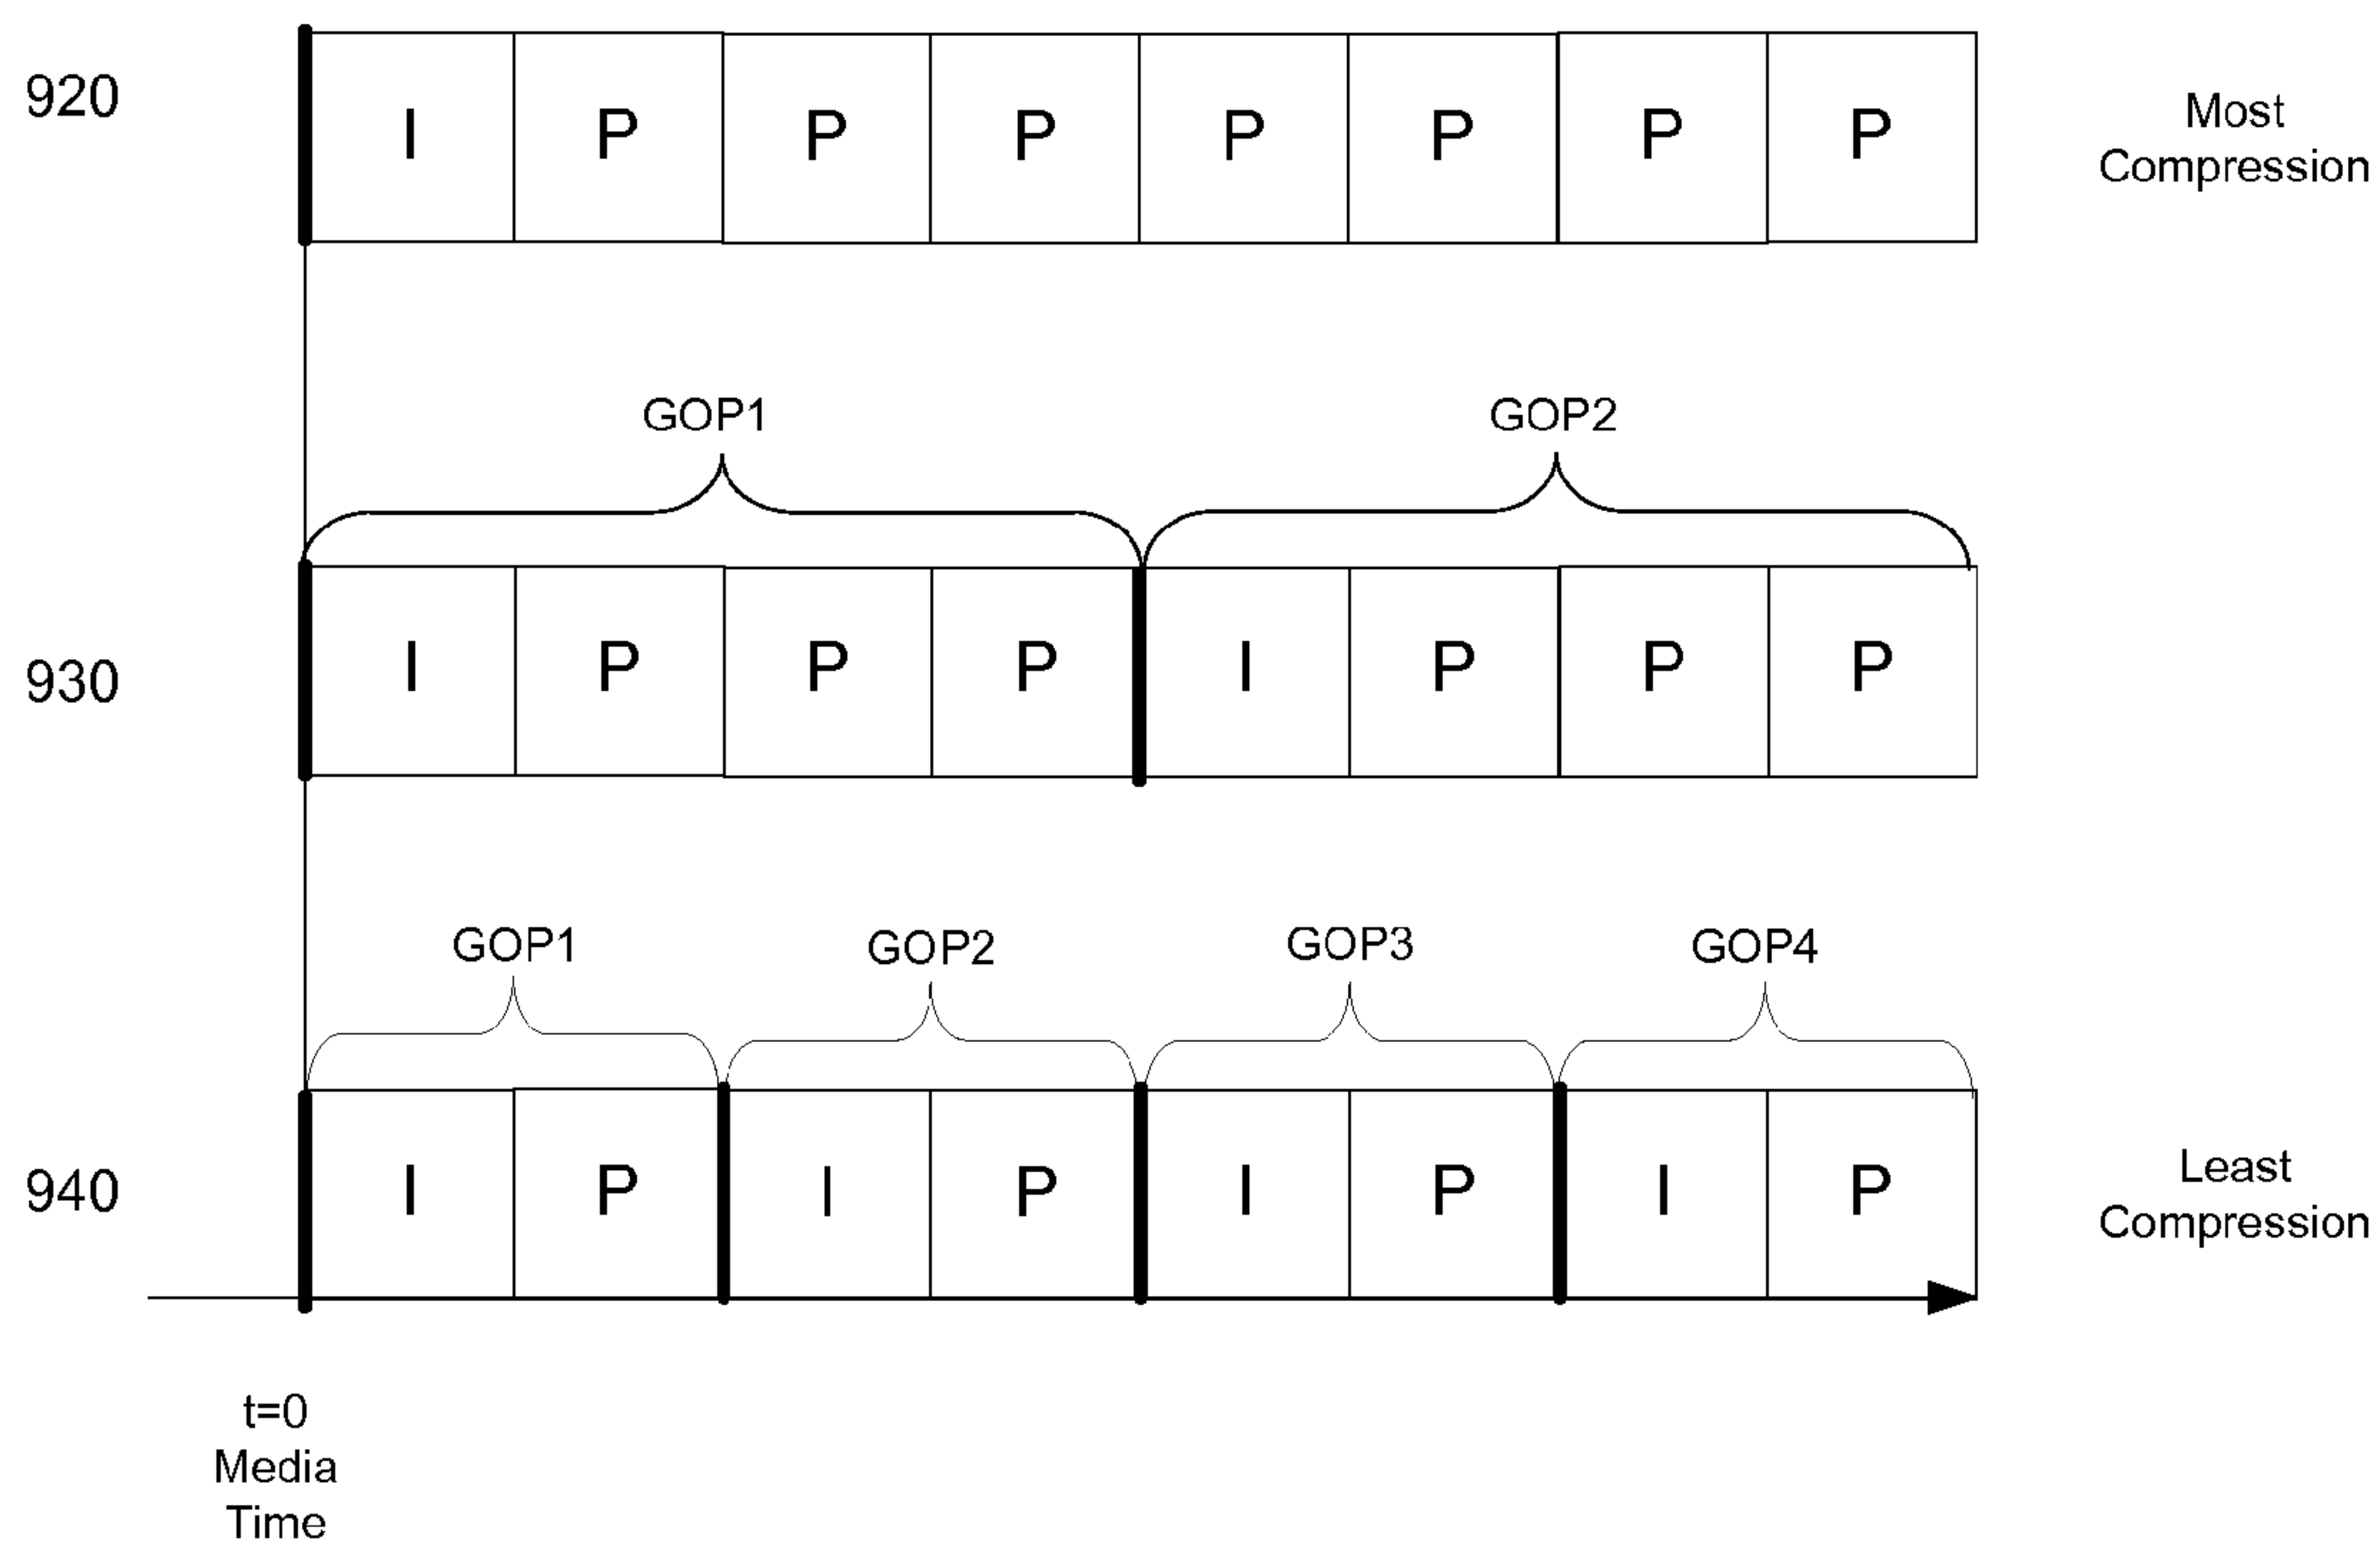 920 I P P P P P P P Most
Compression
GOP1 GOP2
930 I P P P I P P P
GOP1 GOP2 GOP3 GOP4
940 I P I P I P I P Least
Compression
t=0
Media
Time